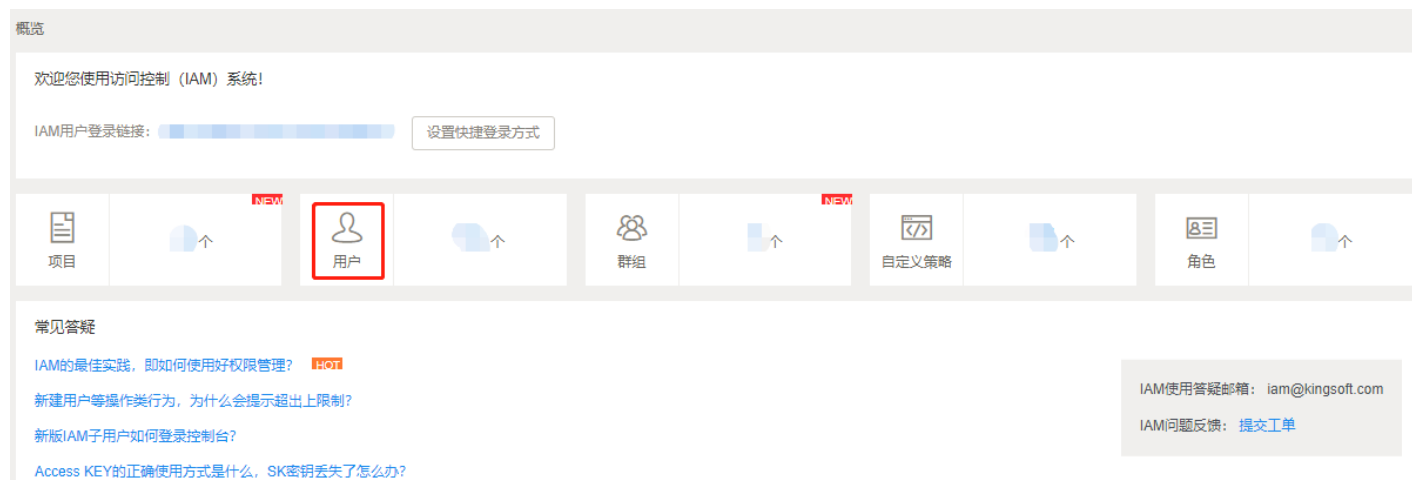 概览
欢迎您使用访问控制（IAM）系统!
IAM用户登录链接：
设置快捷登录方式
NEW
NEW
个
个
个
个
个
项目
用户
群组
自定义策略
角色
常见答疑
IAM的最佳实践，即如何使用好权限管理? HOT
新建用户等操作类行为，为什么会提示超出上限制?
新版IAM子用户如何登录控制台?
Access KEY的正确使用方式是什么，SK密钥丢失了怎么办?
IAM使用答疑邮箱：iam@kingsoft.com
IAM问题反馈：提交工单